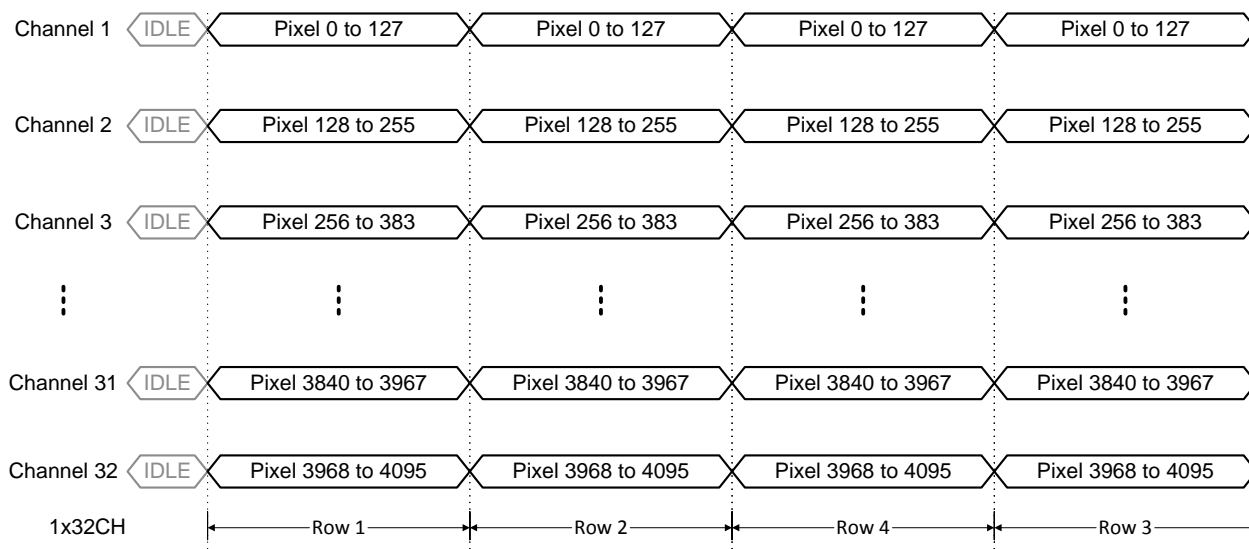 Channel 1 IDLE Pixel 0 to 127 Pixel 0 to 127 Pixel 0 to 127 Pixel 0 to 127
Channel 2 IDLE Pixel 128 to 255 Pixel 128 to 255 Pixel 128 to 255 Pixel 128 to 255
Channel 3 IDLE Pixel 256 to 383 Pixel 256 to 383 Pixel 256 to 383 Pixel 256 to 383
Channel 31 IDLE Pixel 3840 to 3967 Pixel 3840 to 3967 Pixel 3840 to 3967 Pixel 3840 to 3967
Channel 32 IDLE Pixel 3968 to 4095 Pixel 3968 to 4095 Pixel 3968 to 4095 Pixel 3968 to 4095
1x32CH Row 1 Row 2 Row 4 Row 3